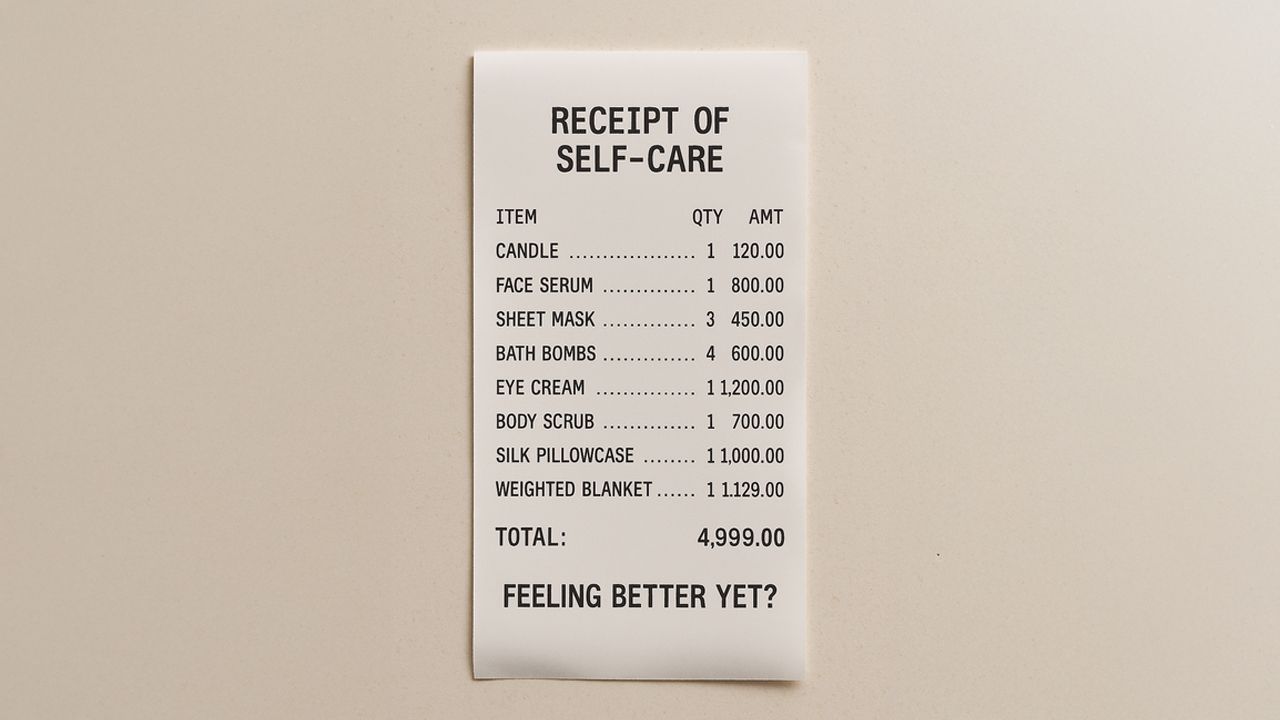 RECEIPT OF
SELF-CARE
ITEM QTY AMT
CANDLE ................... 1 120.00
FACE SERUM .............. 1 800.00
SHEET MASK .............. 3 450.00
BATH BOMBS .............. 4 600.00
EYE CREAM ............... 1 1,200.00
BODY SCRUB .............. 1 700.00
SILK PILLOWCASE ........ 1 1,000.00
WEIGHTED BLANKET ...... 1 1.129.00
TOTAL: 4,999.00
FEELING BETTER YET?